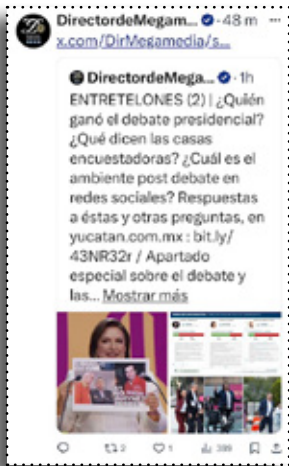 DirectordeMegam... · 48 m ···
x.com/DirMegamedia/s...
DirectordeMega... · 1h
ENTRETELONES (2) | ¿Quién
ganó el debate presidencial?
¿Qué dicen las casas
encuestadoras? ¿Cuál es el
ambiente post debate en
redes sociales? Respuestas
a éstas y otras preguntas, en
yucatan.com.mx : bit.ly/
43NR32r / Apartado
especial sobre el debate y
las... Mostrar más
2 1 389